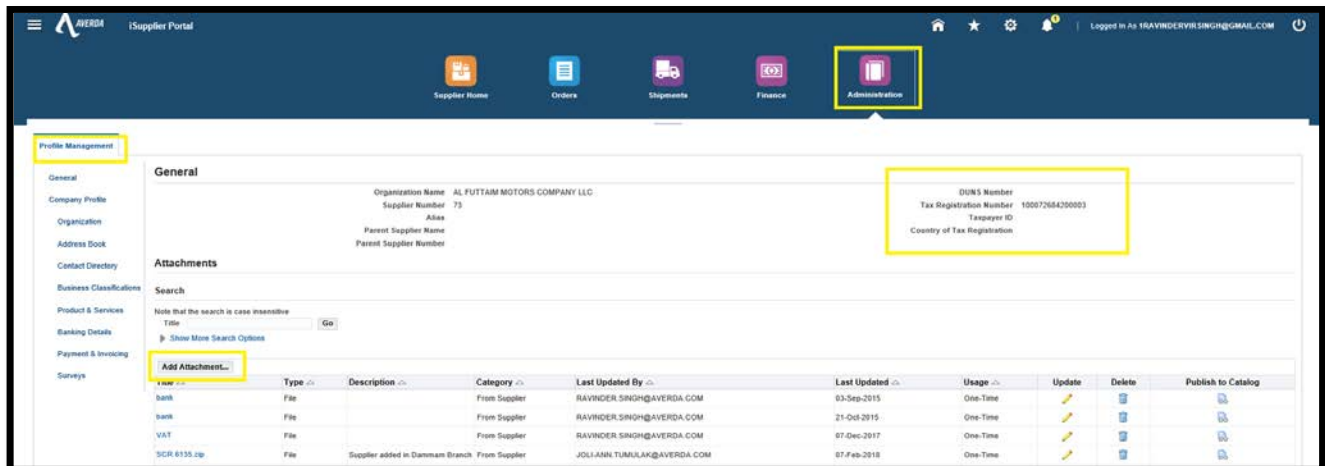 AVERDA iSupplier Portal Logged In As 1RAVINDERVIRSINGH@GMAIL.COM
Supplier Home Orders Shipments Finance Administration
Profile Management
General
Company Profile
Organization
Address Book
Contact Directory
Business Classifications
Product & Services
Banking Details
Payment & Invoicing
Surveys
General
Organization Name AL FUTTAIM MOTORS COMPANY LLC
Supplier Number 73
Alias
Parent Supplier Name
Parent Supplier Number
DUNS Number
Tax Registration Number 100072684200003
Taxpayer ID
Country of Tax Registration
Attachments
Search
Note that the search is case insensitive
Title Go
Show More Search Options
Add Attachment...
Title Type Description Category Last Updated By Last Updated Usage Update Delete Publish to Catalog
bank File From Supplier RAVINDER.SINGH@AVERDA.COM 03-Sep-2015 One-Time
bank File From Supplier RAVINDER.SINGH@AVERDA.COM 21-Oct-2015 One-Time
VAT File From Supplier RAVINDER.SINGH@AVERDA.COM 07-Dec-2017 One-Time
SCR 6135.zip File Supplier added in Dammam Branch From Supplier JOLI-ANN.TUMULAK@AVERDA.COM 07-Feb-2018 One-Time